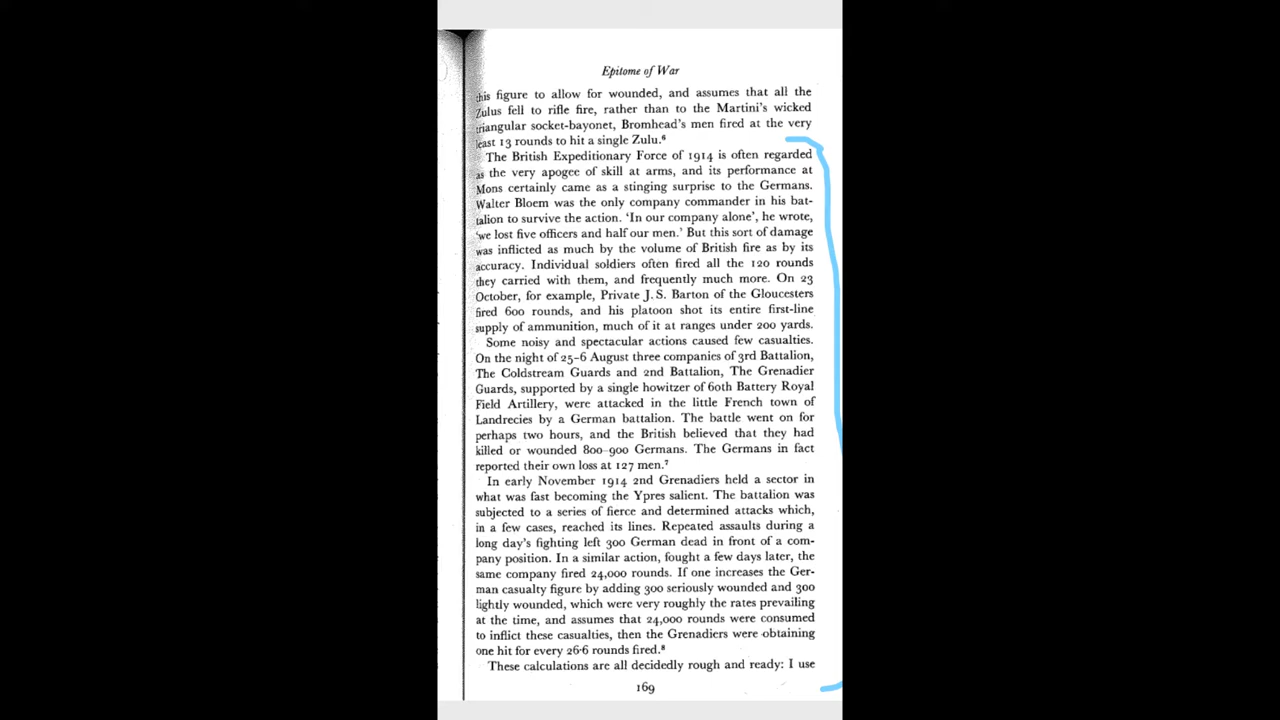 Epitome of War
this figure to allow for wounded, and assumes that all the
Zulus fell to rifle fire, rather than to the Martini's wicked
triangular socket-bayonet, Bromhead's men fired at the very
least 13 rounds to hit a single Zulu.⁶
The British Expeditionary Force of 1914 is often regarded
as the very apogee of skill at arms, and its performance at
Mons certainly came as a stinging surprise to the Germans.
Walter Bloem was the only company commander in his bat-
talion to survive the action. 'In our company alone', he wrote,
'we lost five officers and half our men.' But this sort of damage
was inflicted as much by the volume of British fire as by its
accuracy. Individual soldiers often fired all the 120 rounds
they carried with them, and frequently much more. On 23
October, for example, Private J. S. Barton of the Gloucesters
fired 600 rounds, and his platoon shot its entire first-line
supply of ammunition, much of it at ranges under 200 yards.
Some noisy and spectacular actions caused few casualties.
On the night of 25-6 August three companies of 3rd Battalion,
The Coldstream Guards and 2nd Battalion, The Grenadier
Guards, supported by a single howitzer of 60th Battery Royal
Field Artillery, were attacked in the little French town of
Landrecies by a German battalion. The battle went on for
perhaps two hours, and the British believed that they had
killed or wounded 800-900 Germans. The Germans in fact
reported their own loss at 127 men.⁷
In early November 1914 2nd Grenadiers held a sector in
what was fast becoming the Ypres salient. The battalion was
subjected to a series of fierce and determined attacks which,
in a few cases, reached its lines. Repeated assaults during a
long day's fighting left 300 German dead in front of a com-
pany position. In a similar action, fought a few days later, the
same company fired 24,000 rounds. If one increases the Ger-
man casualty figure by adding 300 seriously wounded and 300
lightly wounded, which were very roughly the rates prevailing
at the time, and assumes that 24,000 rounds were consumed
to inflict these casualties, then the Grenadiers were obtaining
one hit for every 26·6 rounds fired.⁸
These calculations are all decidedly rough and ready: I use
169